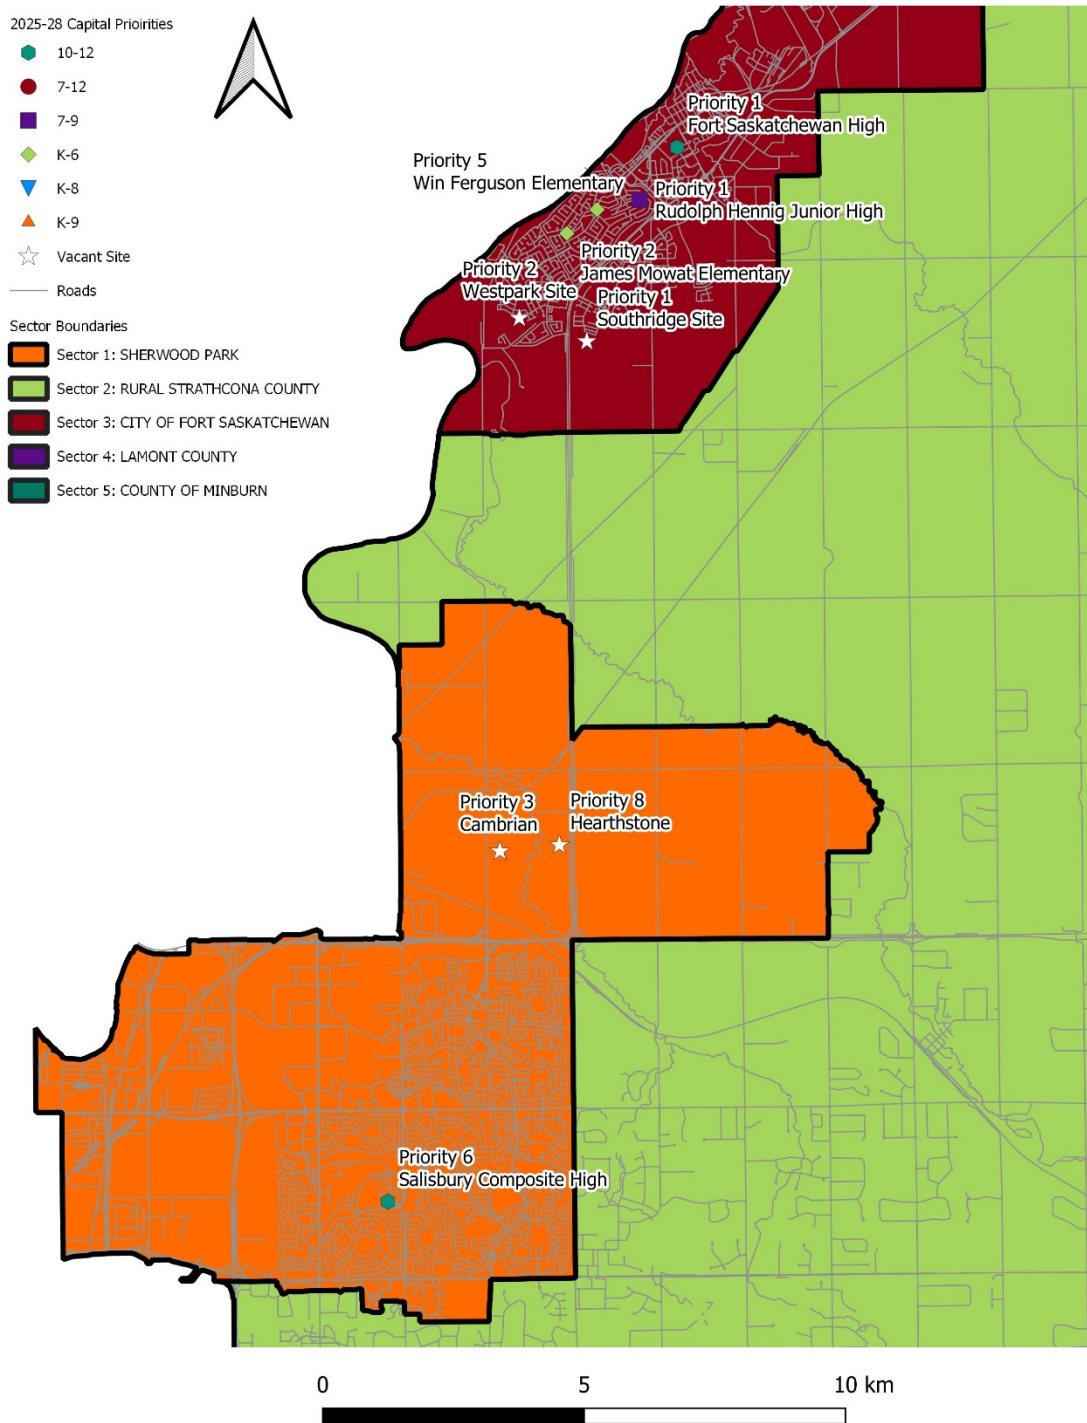 2025-28 Capital Prioirities
10-12
7-12
7-9
K-6
K-8
K-9
Vacant Site
Roads
Sector Boundaries
Sector 1: SHERWOOD PARK
Sector 2: RURAL STRATHCONA COUNTY
Sector 3: CITY OF FORT SASKATCHEWAN
Sector 4: LAMONT COUNTY
Sector 5: COUNTY OF MINBURN
Priority 1
Fort Saskatchewan High
Priority 5
Win Ferguson Elementary
Priority 1
Rudolph Hennig Junior High
Priority 2
James Mowat Elementary
Priority 2
Westpark Site
Priority 1
Southridge Site
Priority 3
Cambrian
Priority 8
Hearthstone
Priority 6
Salisbury Composite High
0 5 10 km